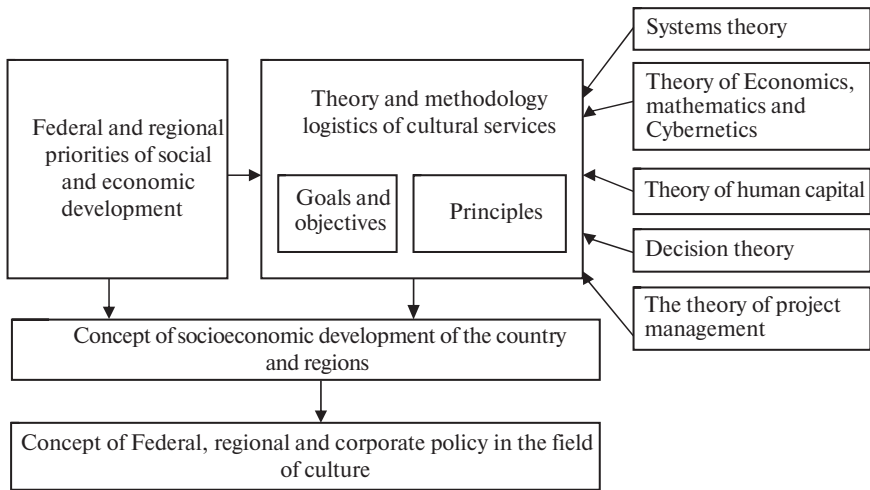 Federal and regional
priorities of social
and economic
development
Theory and methodology
logistics of cultural services
Goals and
objectives
Principles
Systems theory
Theory of Economics,
mathematics and
Cybernetics
Theory of human capital
Decision theory
The theory of project
management
Concept of socioeconomic development of the country
and regions
Concept of Federal, regional and corporate policy in the field
of culture